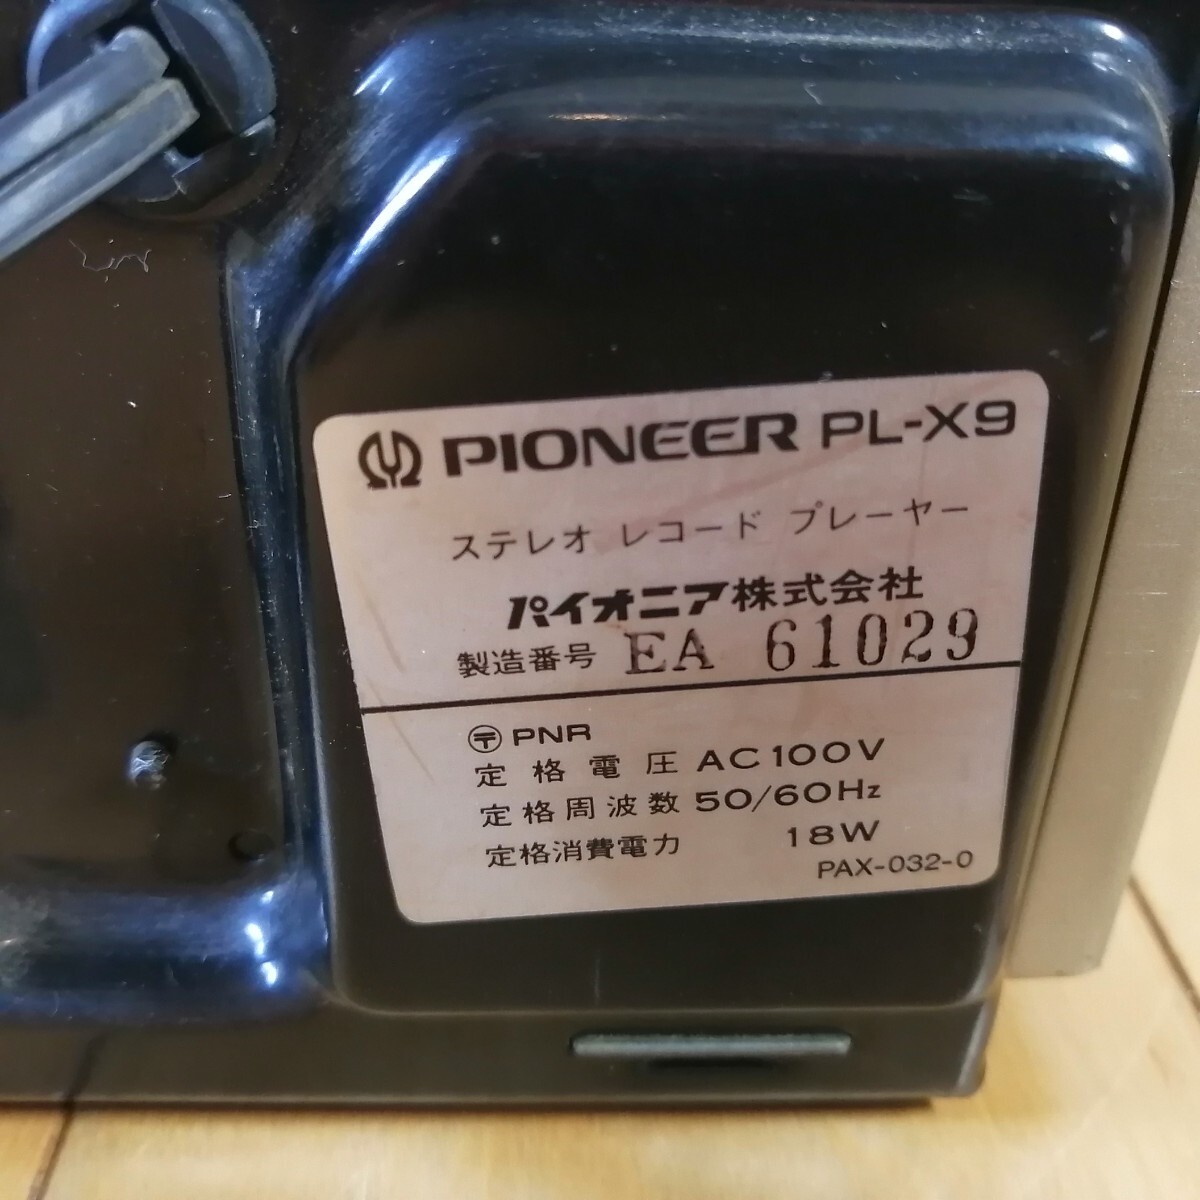 PIONEER PL-X9
ステレオ レコード プレーヤー
パイオニア株式会社
製造番号 EA 61029
〒 PNR
定格電圧 AC100V
定格周波数 50/60Hz
定格消費電力 18W
PAX-032-0